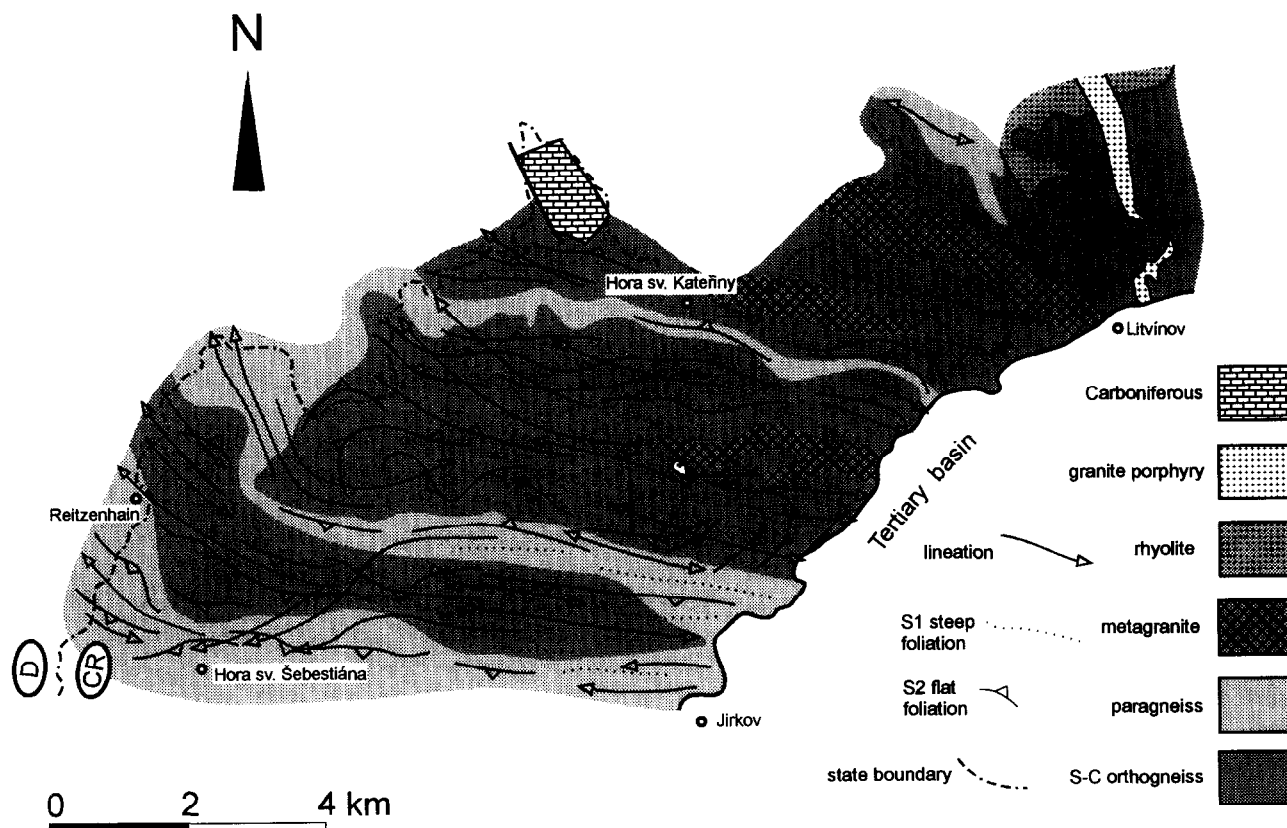 N
Hora sv. Kateřiny
Litvínov
Carboniferous
Tertiary basin
granite porphyry
Reitzenhain
lineation
rhyolite
S1 steep
foliation
metagranite
D
CR
Hora sv. Šebestiána
S2 flat
foliation
paragneiss
Jirkov
state boundary
S-C orthogneiss
0 2 4 km